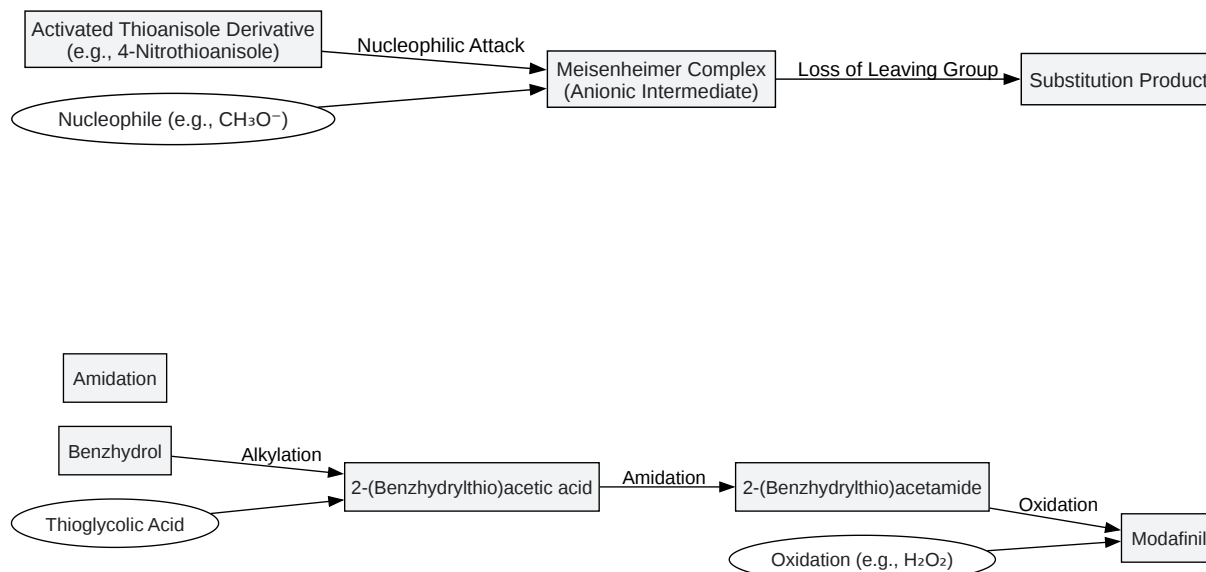 Activated Thioanisole Derivative
(e.g., 4-Nitrothioanisole)
Nucleophilic Attack
Nucleophile (e.g., CH₃O⁻)
Meisenheimer Complex
(Anionic Intermediate)
Loss of Leaving Group
Substitution Product
Amidation
Benzhydrol
Alkylation
Thioglycolic Acid
2-(Benzhydrylthio)acetic acid
Amidation
2-(Benzhydrylthio)acetamide
Oxidation
Oxidation (e.g., H₂O₂)
Modafinil